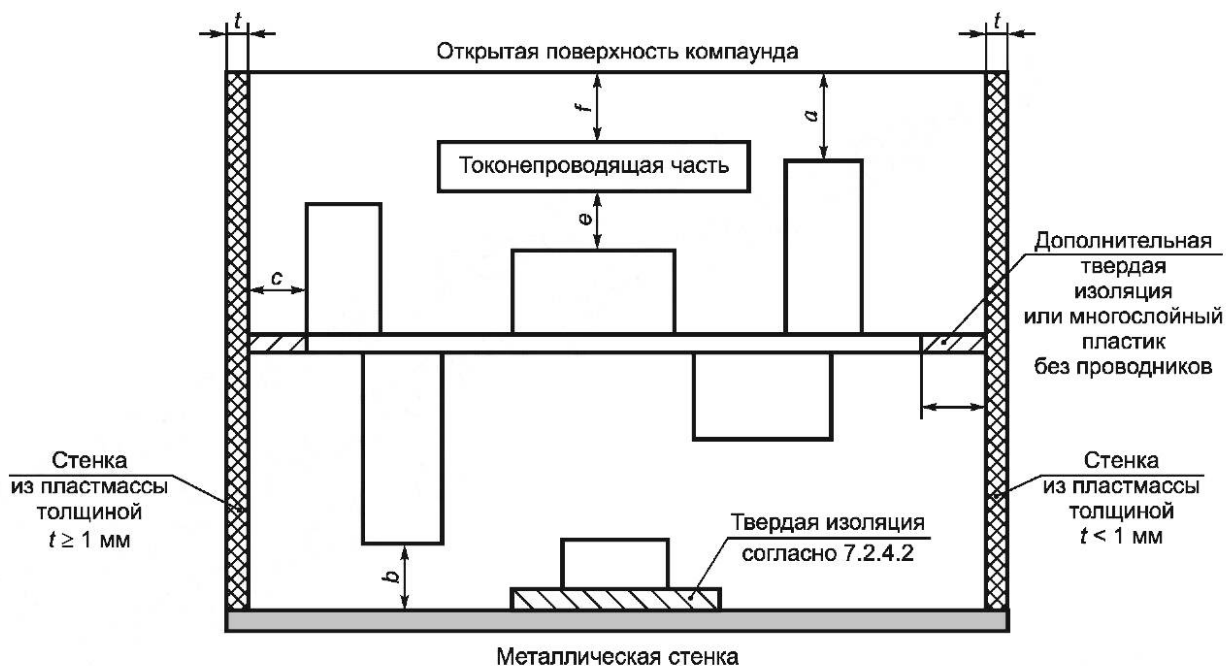 t
t
Открытая поверхность компаунда
f
a
Токонепроводящая часть
e
c
Дополнительная
твердая
изоляция
или многослойный
пластик
без проводников
Стенка
из пластмассы
толщиной
t ≥ 1 мм
Твердая изоляция
согласно 7.2.4.2
Стенка
из пластмассы
толщиной
t < 1 мм
b
Металлическая стенка